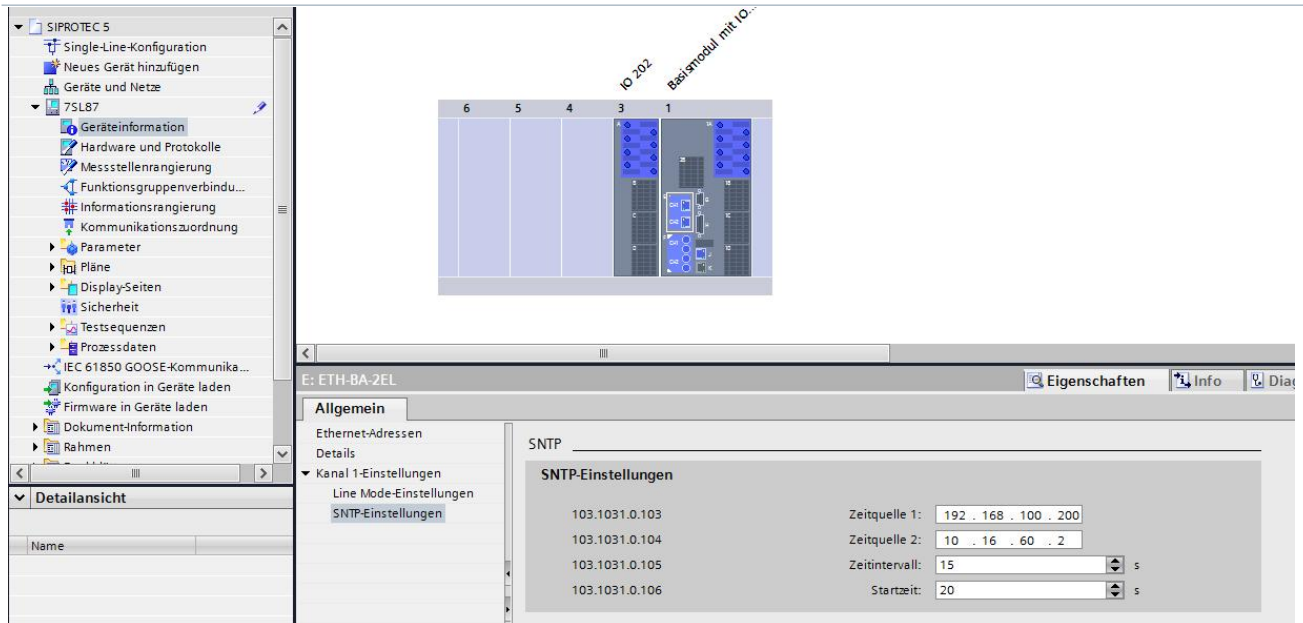 SIPROTEC 5
Single-Line-Konfiguration
Neues Gerät hinzufügen
Geräte und Netze
7SL87
Geräteinformation
Hardware und Protokolle
Messstellenrangierung
Funktionsgruppenverbindu...
Informationsrangierung
Kommunikationszuordnung
Parameter
Pläne
Display-Seiten
Sicherheit
Testsequenzen
Prozessdaten
IEC 61850 GOOSE-Kommunika...
Konfiguration in Geräte laden
Firmware in Geräte laden
Dokument-Information
Rahmen
Detailansicht
Name
IO 202
Basismodul mit IO...
6 5 4 3 1
E: ETH-BA-2EL
Eigenschaften
Info
Diag
Allgemein
Ethernet-Adressen
Details
Kanal 1-Einstellungen
Line Mode-Einstellungen
SNTP-Einstellungen
SNTP
SNTP-Einstellungen
103.1031.0.103 Zeitquelle 1: 192 . 168 . 100 . 200
103.1031.0.104 Zeitquelle 2: 10 . 16 . 60 . 2
103.1031.0.105 Zeitintervall: 15 s
103.1031.0.106 Startzeit: 20 s